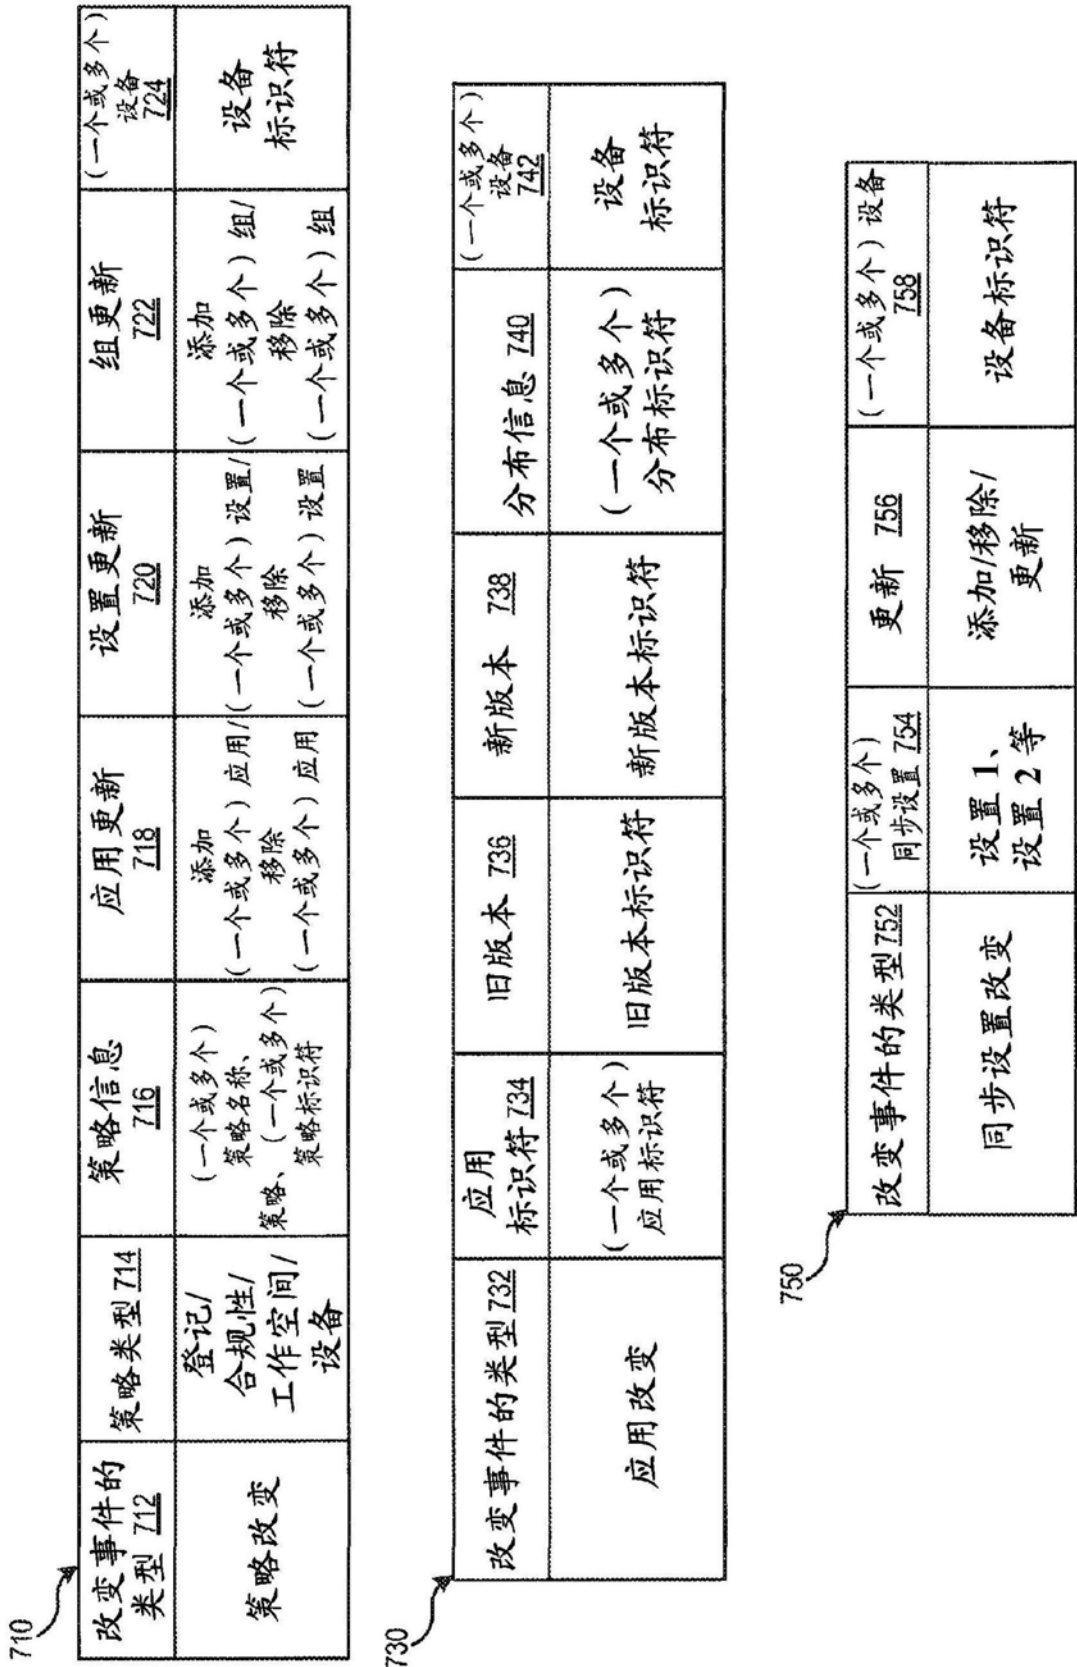 710
改变事件的
类型 712
策略类型 714
策略信息
716
应用更新
718
设置更新
720
组更新
722
(一个或多个)
设备
724
策略改变
登记/
合规性/
工作空间/
设备
(一个或多个)
策略名称、
策略、(一个或多个)
策略标识符
添加
(一个或多个) 应用/
移除
(一个或多个) 应用
添加
(一个或多个) 设置/
移除
(一个或多个) 设置
添加
(一个或多个) 组/
移除
(一个或多个) 组
设备
标识符
730
改变事件的类型 732
应用
标识符 734
旧版本 736
新版本 738
分布信息 740
(一个或多个)
设备
742
应用改变
(一个或多个)
应用标识符
旧版本标识符
新版本标识符
(一个或多个)
分布标识符
设备
标识符
750
改变事件的类型 752
(一个或多个)
同步设置 754
更新 756
(一个或多个) 设备
758
同步设置改变
设置 1、
设置 2 等
添加/移除/
更新
设备标识符